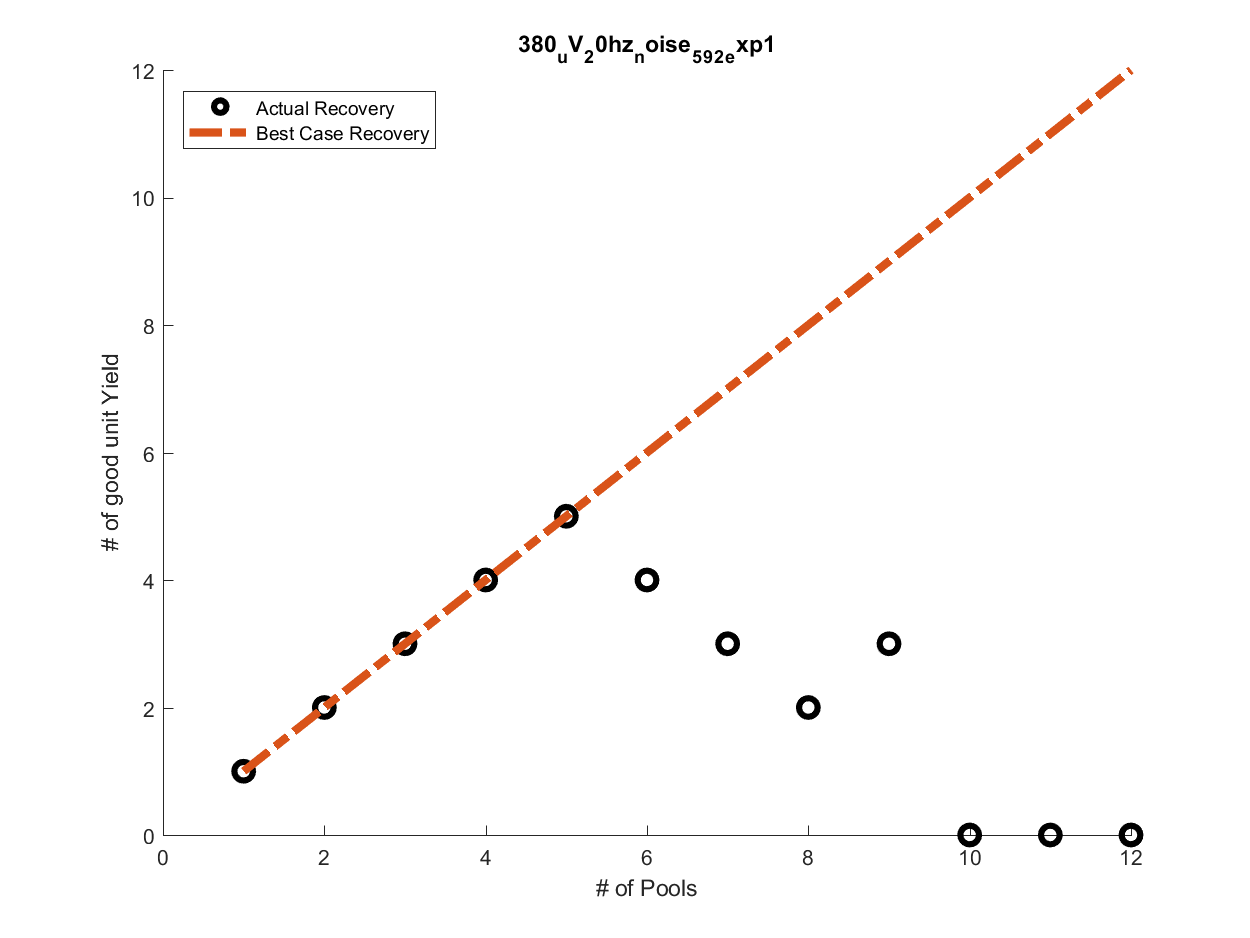 380_uV_20hz_noise_592_exp1
12
Actual Recovery
Best Case Recovery
10
8
6
4
2
0
# of good unit Yield
0 2 4 6 8 10 12
# of Pools